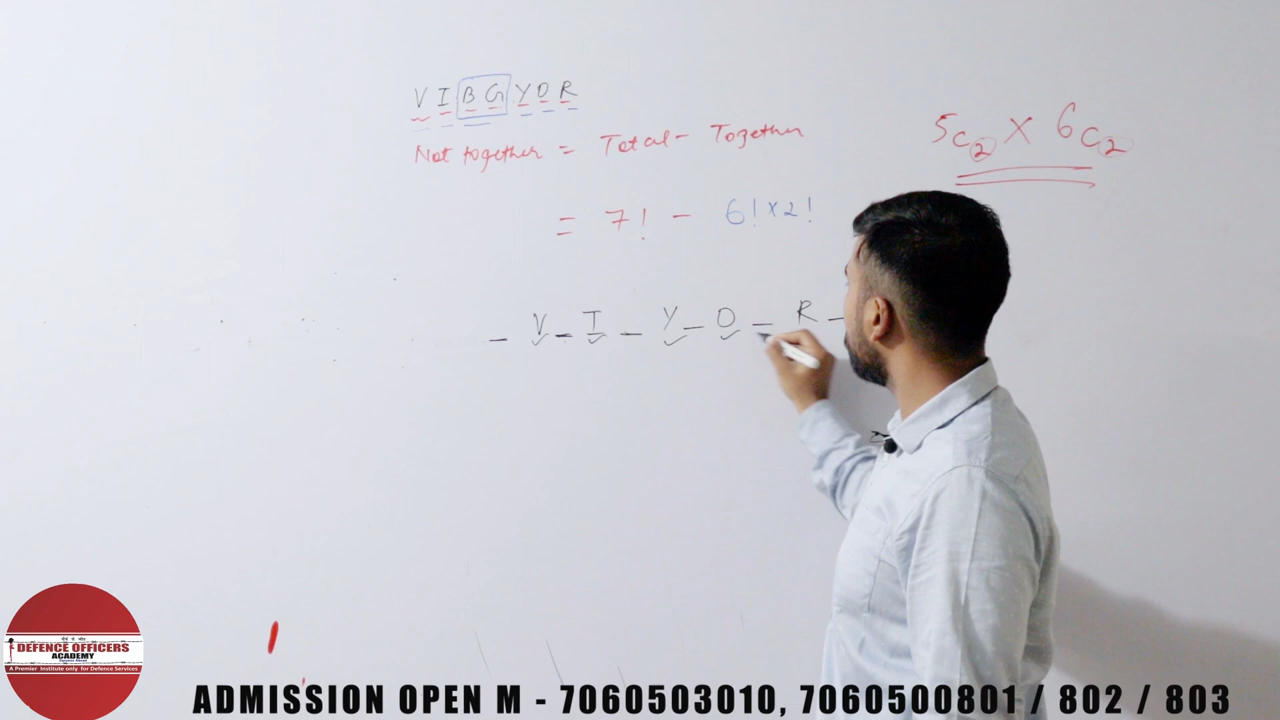 V I B G Y O R
Not together = Total - Together
= 7! - 6! x 2!
5C2 X 6C2
_ V _ I _ Y _ O _ R _
DEFENCE OFFICERS
ACADEMY
A Premier Institute only for Defence Services
ADMISSION OPEN M - 7060503010, 7060500801 / 802 / 803